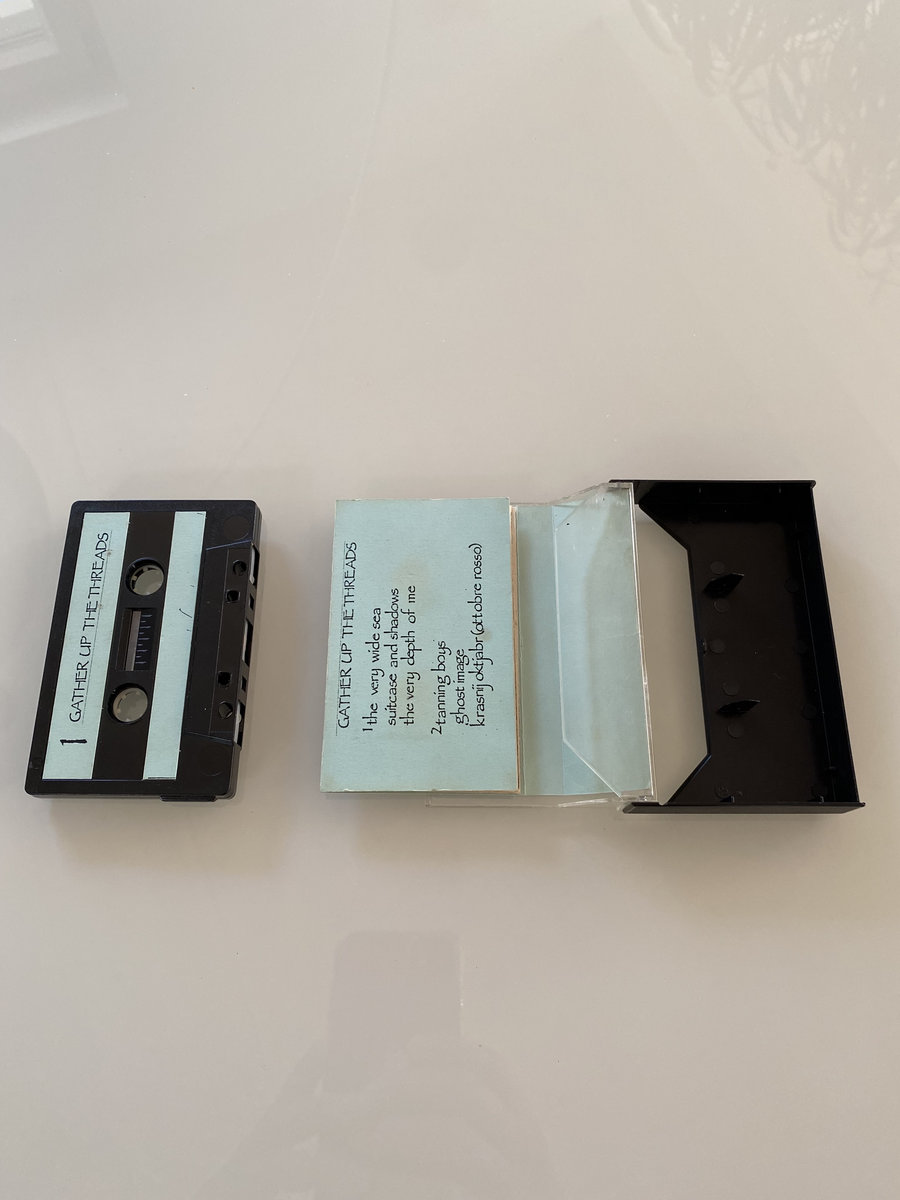 1 GATHER UP THE THREADS
GATHER UP THE THREADS
1 the very wide sea
suitcase and shadows
the very depth of me
2 tanning boys
ghost image
krasnij oktjabr (ottobre rosso)